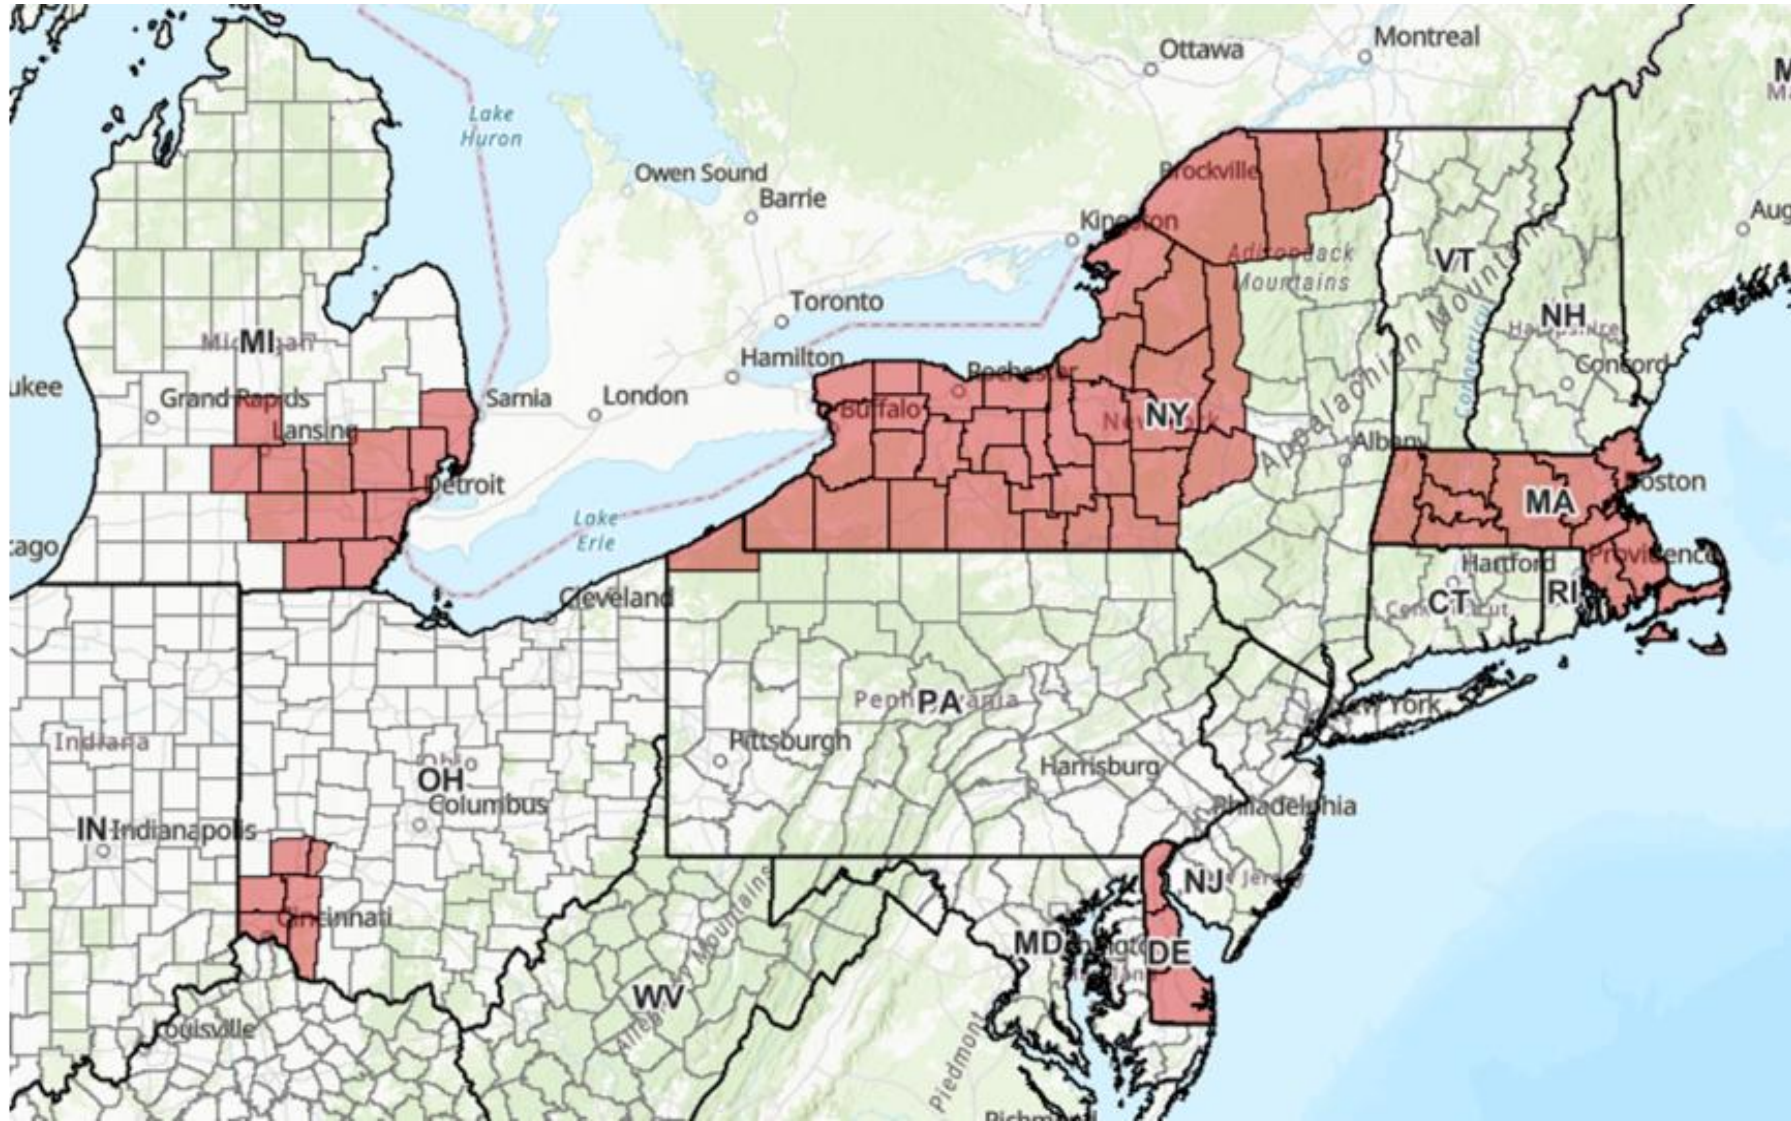 Ottawa
Montreal
Lake
Huron
Owen Sound
Barrie
Brockville
Kingston
Adirondack
Mountains
VT
Toronto
MI
NH
Hamilton
Concord
Grand Rapids
Sarnia
London
Rochester
Buffalo
NY
Lansing
Albany
Appalachian Mountains
Detroit
Boston
MA
Lake
Erie
Providence
Hartford
RI
CT
Cleveland
PA
New York
Pittsburgh
Indiana
OH
Harrisburg
Columbus
Philadelphia
IN
Indianapolis
NJ
Cincinnati
MD
DE
WV
Allegheny Mountains
Louisville
Piedmont